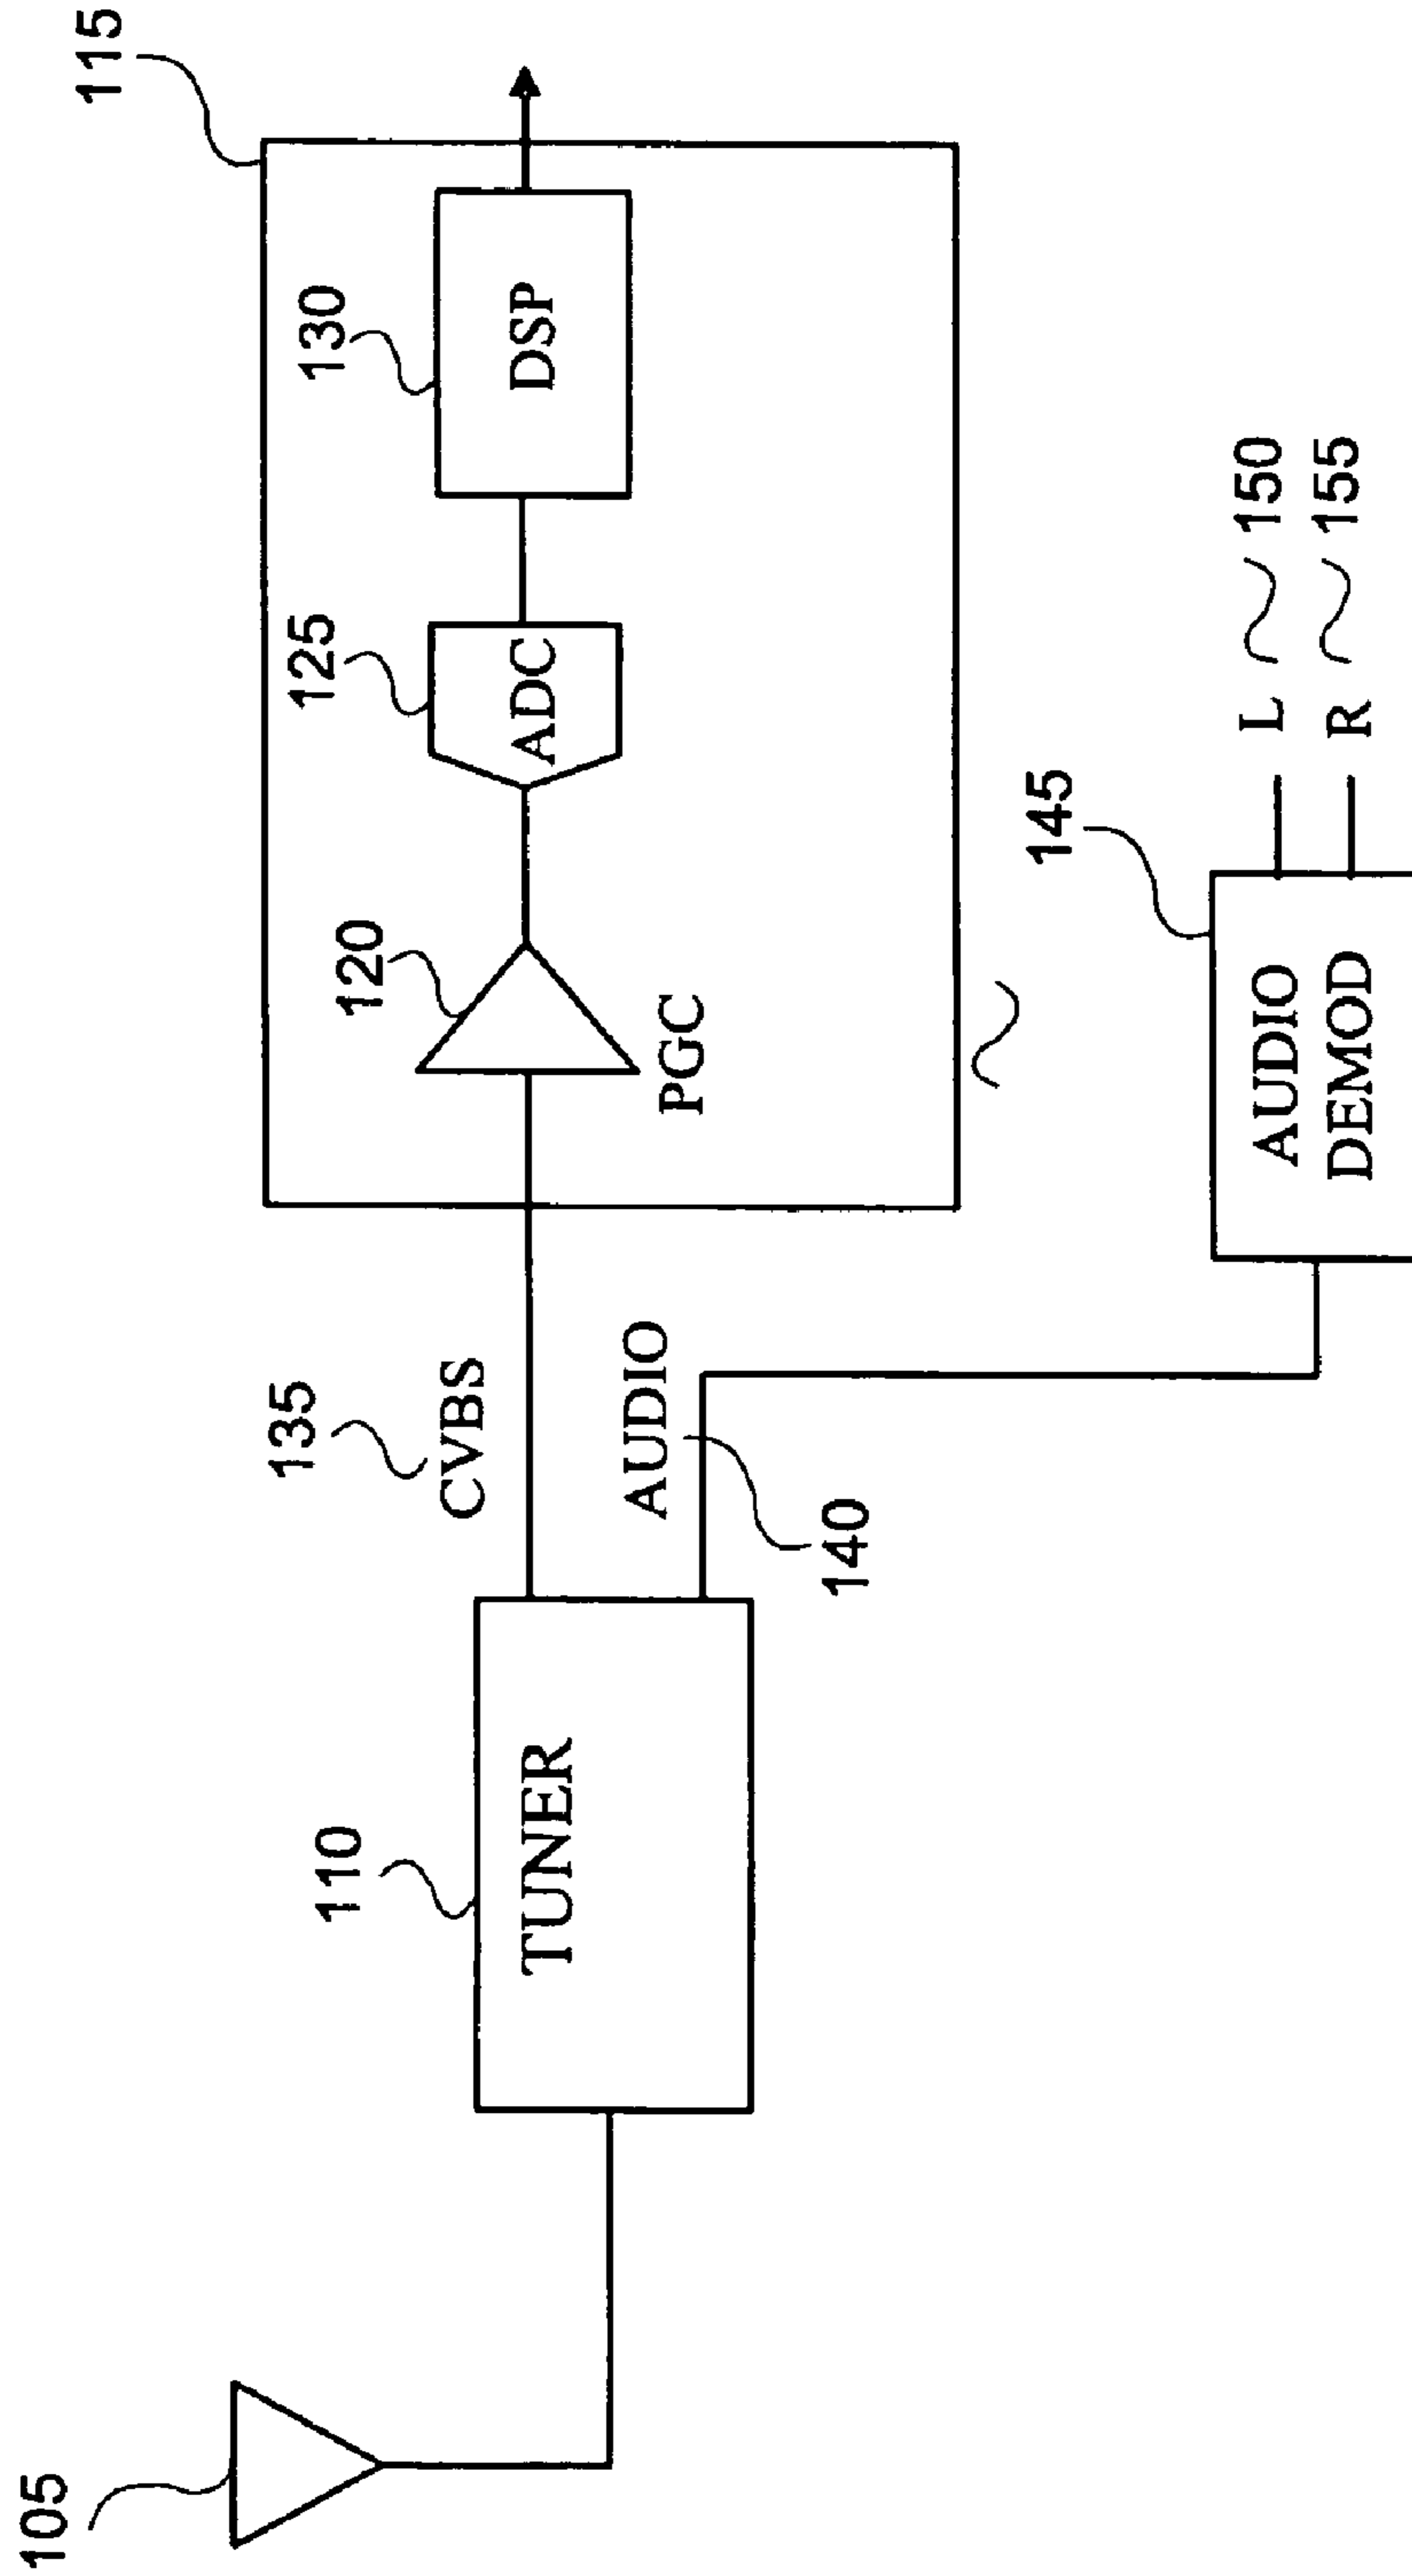 105
110
TUNER
135
CVBS
AUDIO
140
115
120
PGC
125
ADC
130
DSP
145
AUDIO
DEMOD
L 150
R 155